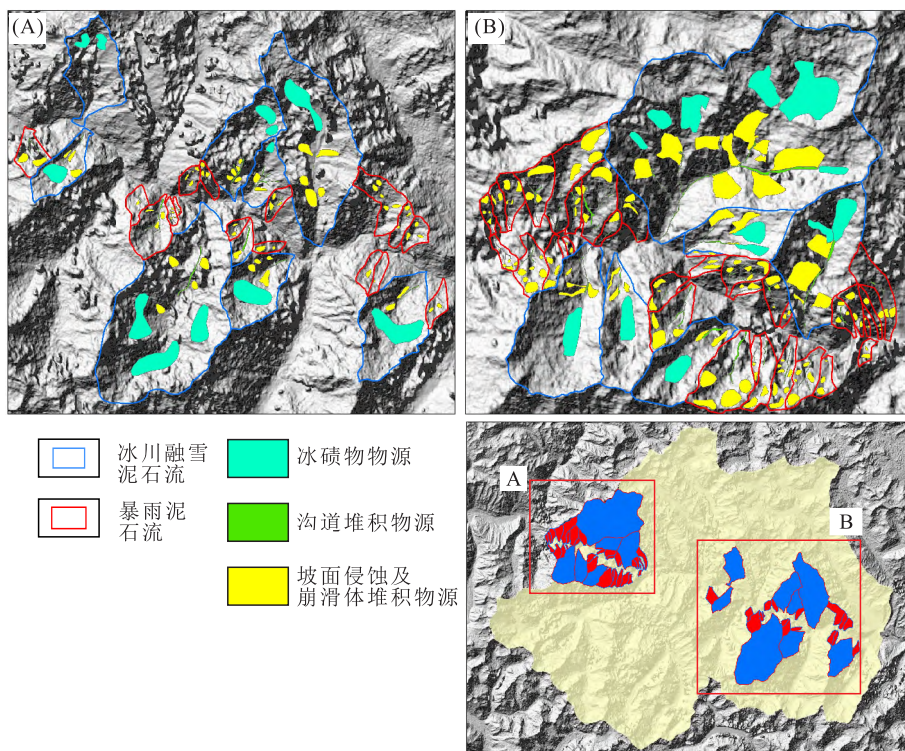 (A)
(B)
冰川融雪
泥石流
冰碛物物源
暴雨泥
石流
沟道堆积物源
坡面侵蚀及
崩滑体堆积物源
A
B